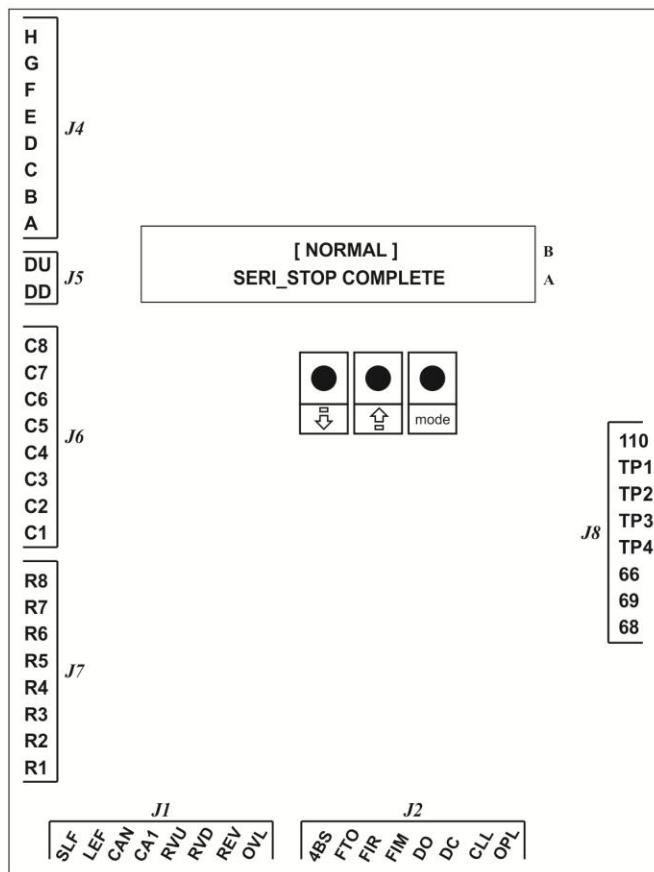 H
G
F
E
D
C
B
A
J4
[ NORMAL ]
SERI_STOP COMPLETE
B
A
DU
DD
J5
C8
C7
C6
C5
C4
C3
C2
C1
J6
mode
110
TP1
TP2
TP3
TP4
66
69
68
J8
R8
R7
R6
R5
R4
R3
R2
R1
J7
J1
SLF LEF CAN CA1 RVU RVD REV OVL
J2
4BS FTO FIR FIM DO DC CLL OPL